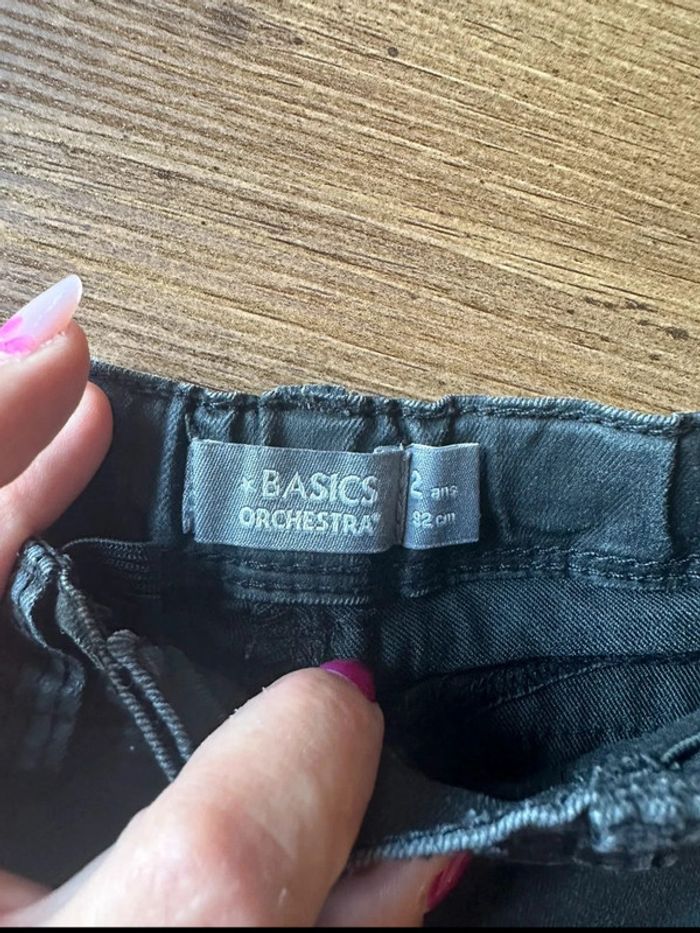 *BASICS
ORCHESTRA*
2 ans
92 cm